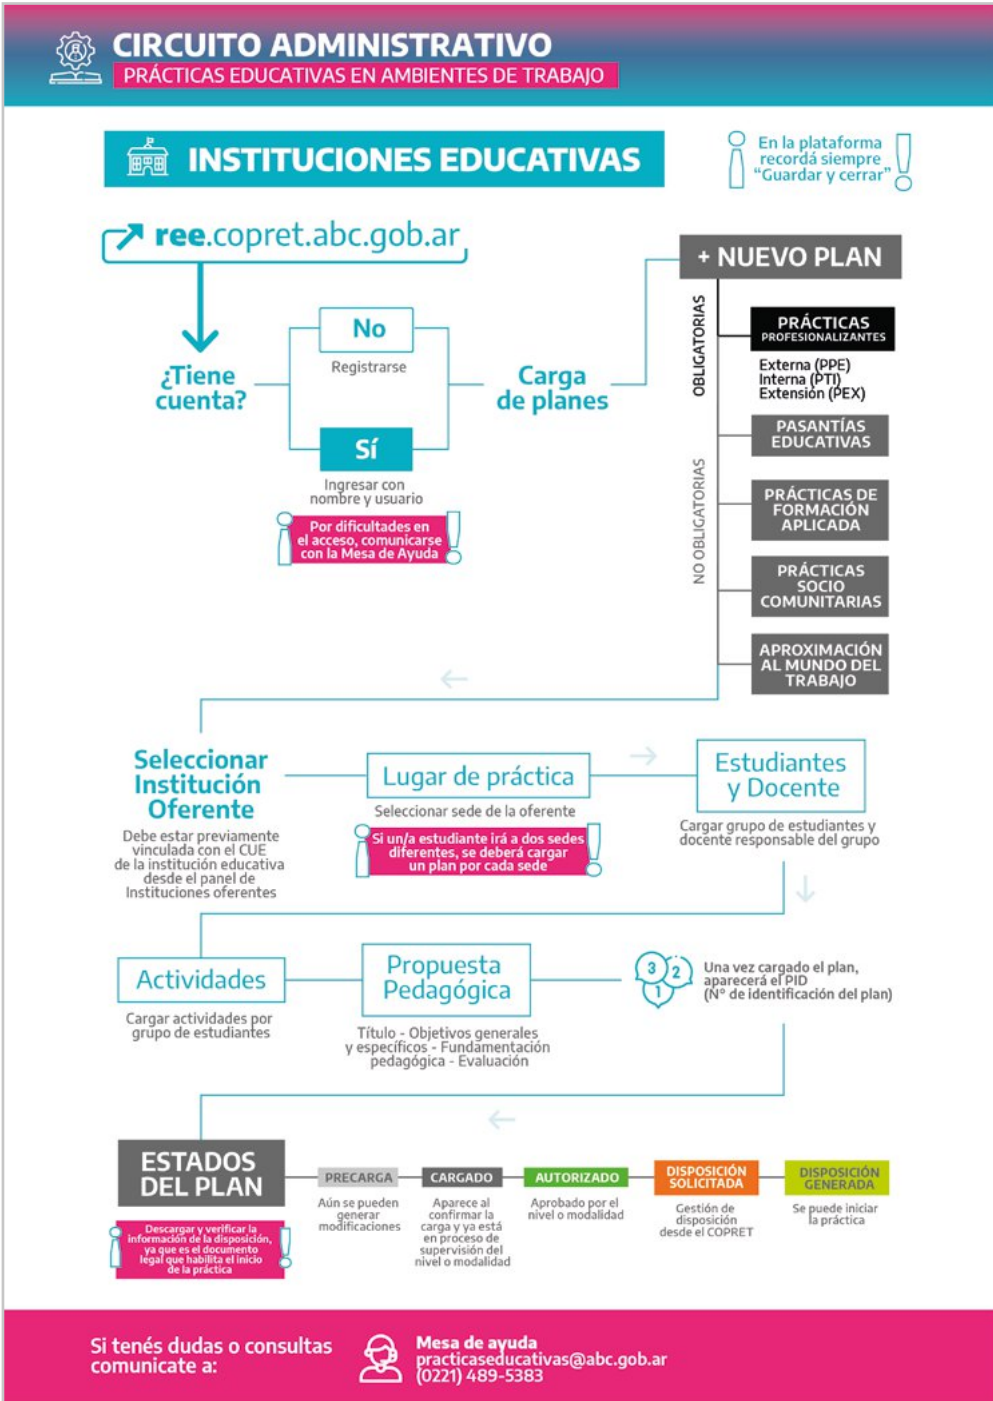 CIRCUITO ADMINISTRATIVO
PRÁCTICAS EDUCATIVAS EN AMBIENTES DE TRABAJO
INSTITUCIONES EDUCATIVAS
En la plataforma
recordá siempre
“Guardar y cerrar”
ree.copret.abc.gob.ar
¿Tiene
cuenta?
No
Registrarse
Sí
Ingresar con
nombre y usuario
Por dificultades en
el acceso, comunicarse
con la Mesa de Ayuda
Carga
de planes
+ NUEVO PLAN
OBLIGATORIAS
PRÁCTICAS
PROFESIONALIZANTES
Externa (PPE)
Interna (PTI)
Extensión (PEX)
NO OBLIGATORIAS
PASANTÍAS
EDUCATIVAS
PRÁCTICAS DE
FORMACIÓN
APLICADA
PRÁCTICAS
SOCIO
COMUNITARIAS
APROXIMACIÓN
AL MUNDO DEL
TRABAJO
Seleccionar
Institución
Oferente
Debe estar previamente
vinculada con el CUE
de la institución educativa
desde el panel de
Instituciones oferentes
Lugar de práctica
Seleccionar sede de la oferente
Si un/a estudiante irá a dos sedes
diferentes, se deberá cargar
un plan por cada sede
Estudiantes
y Docente
Cargar grupo de estudiantes y
docente responsable del grupo
Actividades
Cargar actividades por
grupo de estudiantes
Propuesta
Pedagógica
Título - Objetivos generales
y específicos - Fundamentación
pedagógica - Evaluación
3 2
1
Una vez cargado el plan,
aparecerá el PID
(N° de identificación del plan)
ESTADOS
DEL PLAN
Descargar y verificar la
información de la disposición,
ya que es el documento
legal que habilita el inicio
de la práctica
PRECARGA
Aún se pueden
generar
modificaciones
CARGADO
Aparece al
confirmar la
carga y ya está
en proceso de
supervisión del
nivel o modalidad
AUTORIZADO
Aprobado por el
nivel o modalidad
DISPOSICIÓN
SOLICITADA
Gestión de
disposición
desde el COPRET
DISPOSICIÓN
GENERADA
Se puede iniciar
la práctica
Si tenés dudas o consultas
comunicate a:
Mesa de ayuda
practicaseducativas@abc.gob.ar
(0221) 489-5383